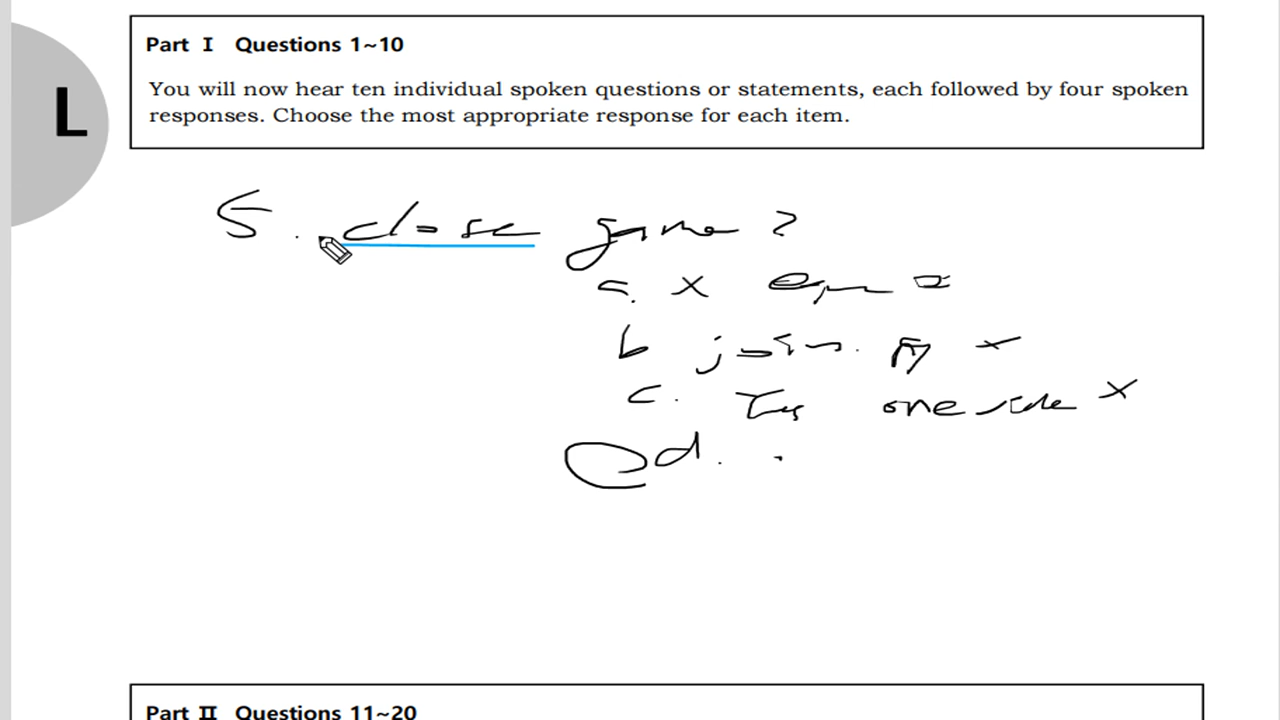 L
Part Ⅰ Questions 1~10
You will now hear ten individual spoken questions or statements, each followed by four spoken
responses. Choose the most appropriate response for each item.
5. close game?
a. x
b join. x
c. one side x
d.
Part Ⅱ Questions 11~20